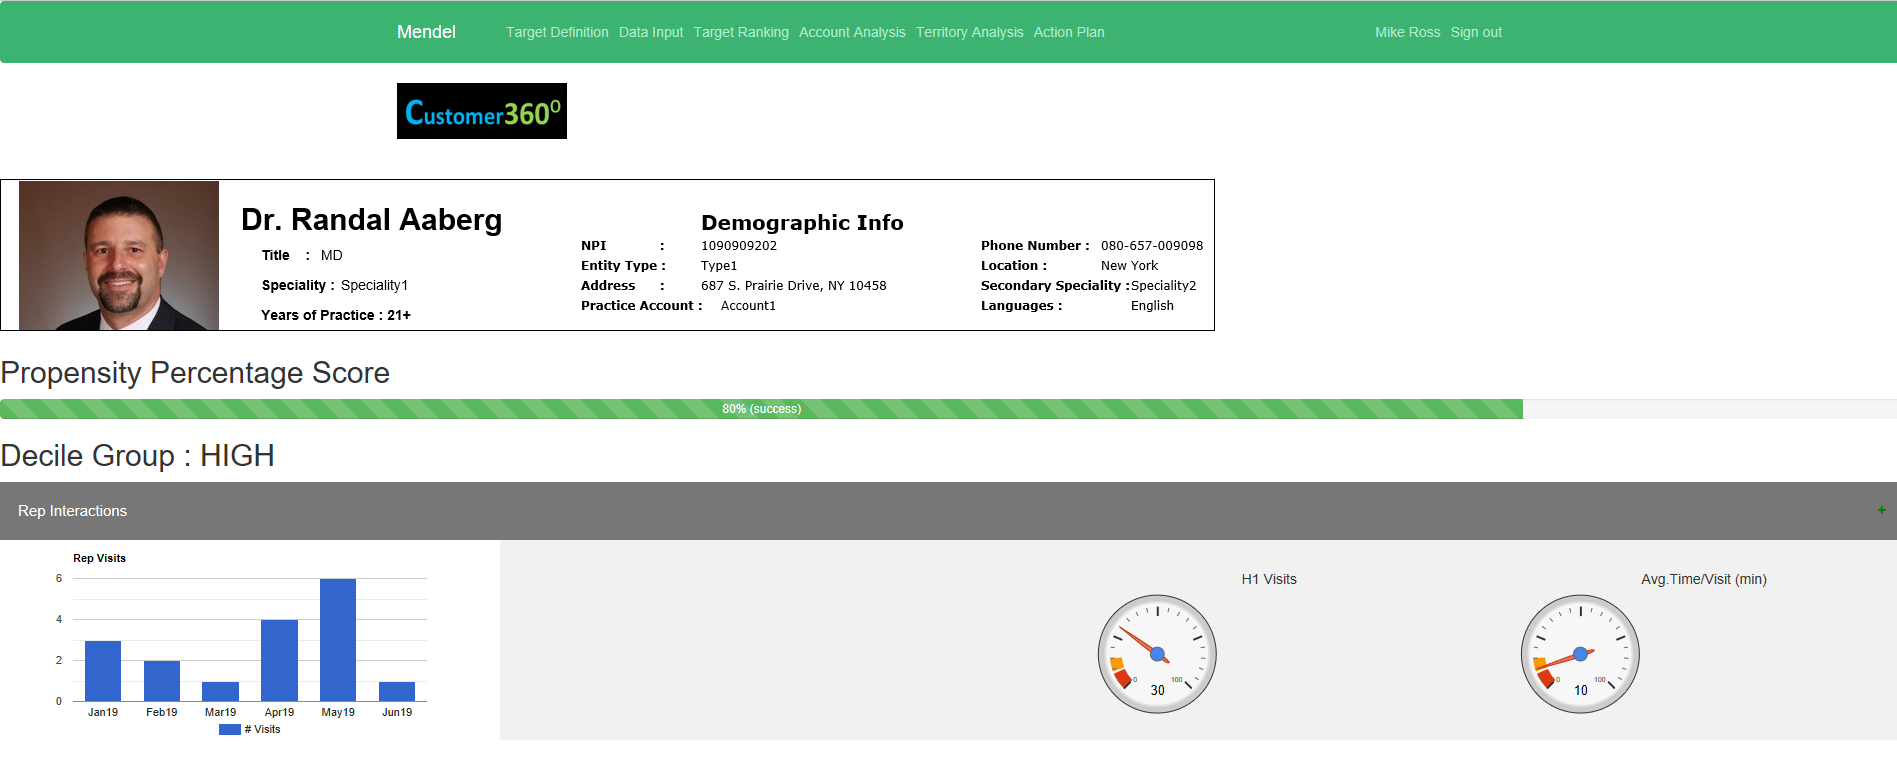 Mendel Target Definition Data Input Target Ranking Account Analysis Territory Analysis Action Plan Mike Ross Sign out
Customer360⁰
Dr. Randal Aaberg
Title : MD
Speciality : Speciality1
Years of Practice : 21+
Demographic Info
NPI : 1090909202
Entity Type : Type1
Address : 687 S. Prairie Drive, NY 10458
Practice Account : Account1
Phone Number : 080-657-009098
Location : New York
Secondary Speciality : Speciality2
Languages : English
Propensity Percentage Score
80% (success)
Decile Group : HIGH
Rep Interactions +
Rep Visits
6
4
2
0
Jan19 Feb19 Mar19 Apr19 May19 Jun19
# Visits
H1 Visits
0 100
30
Avg.Time/Visit (min)
0 100
10